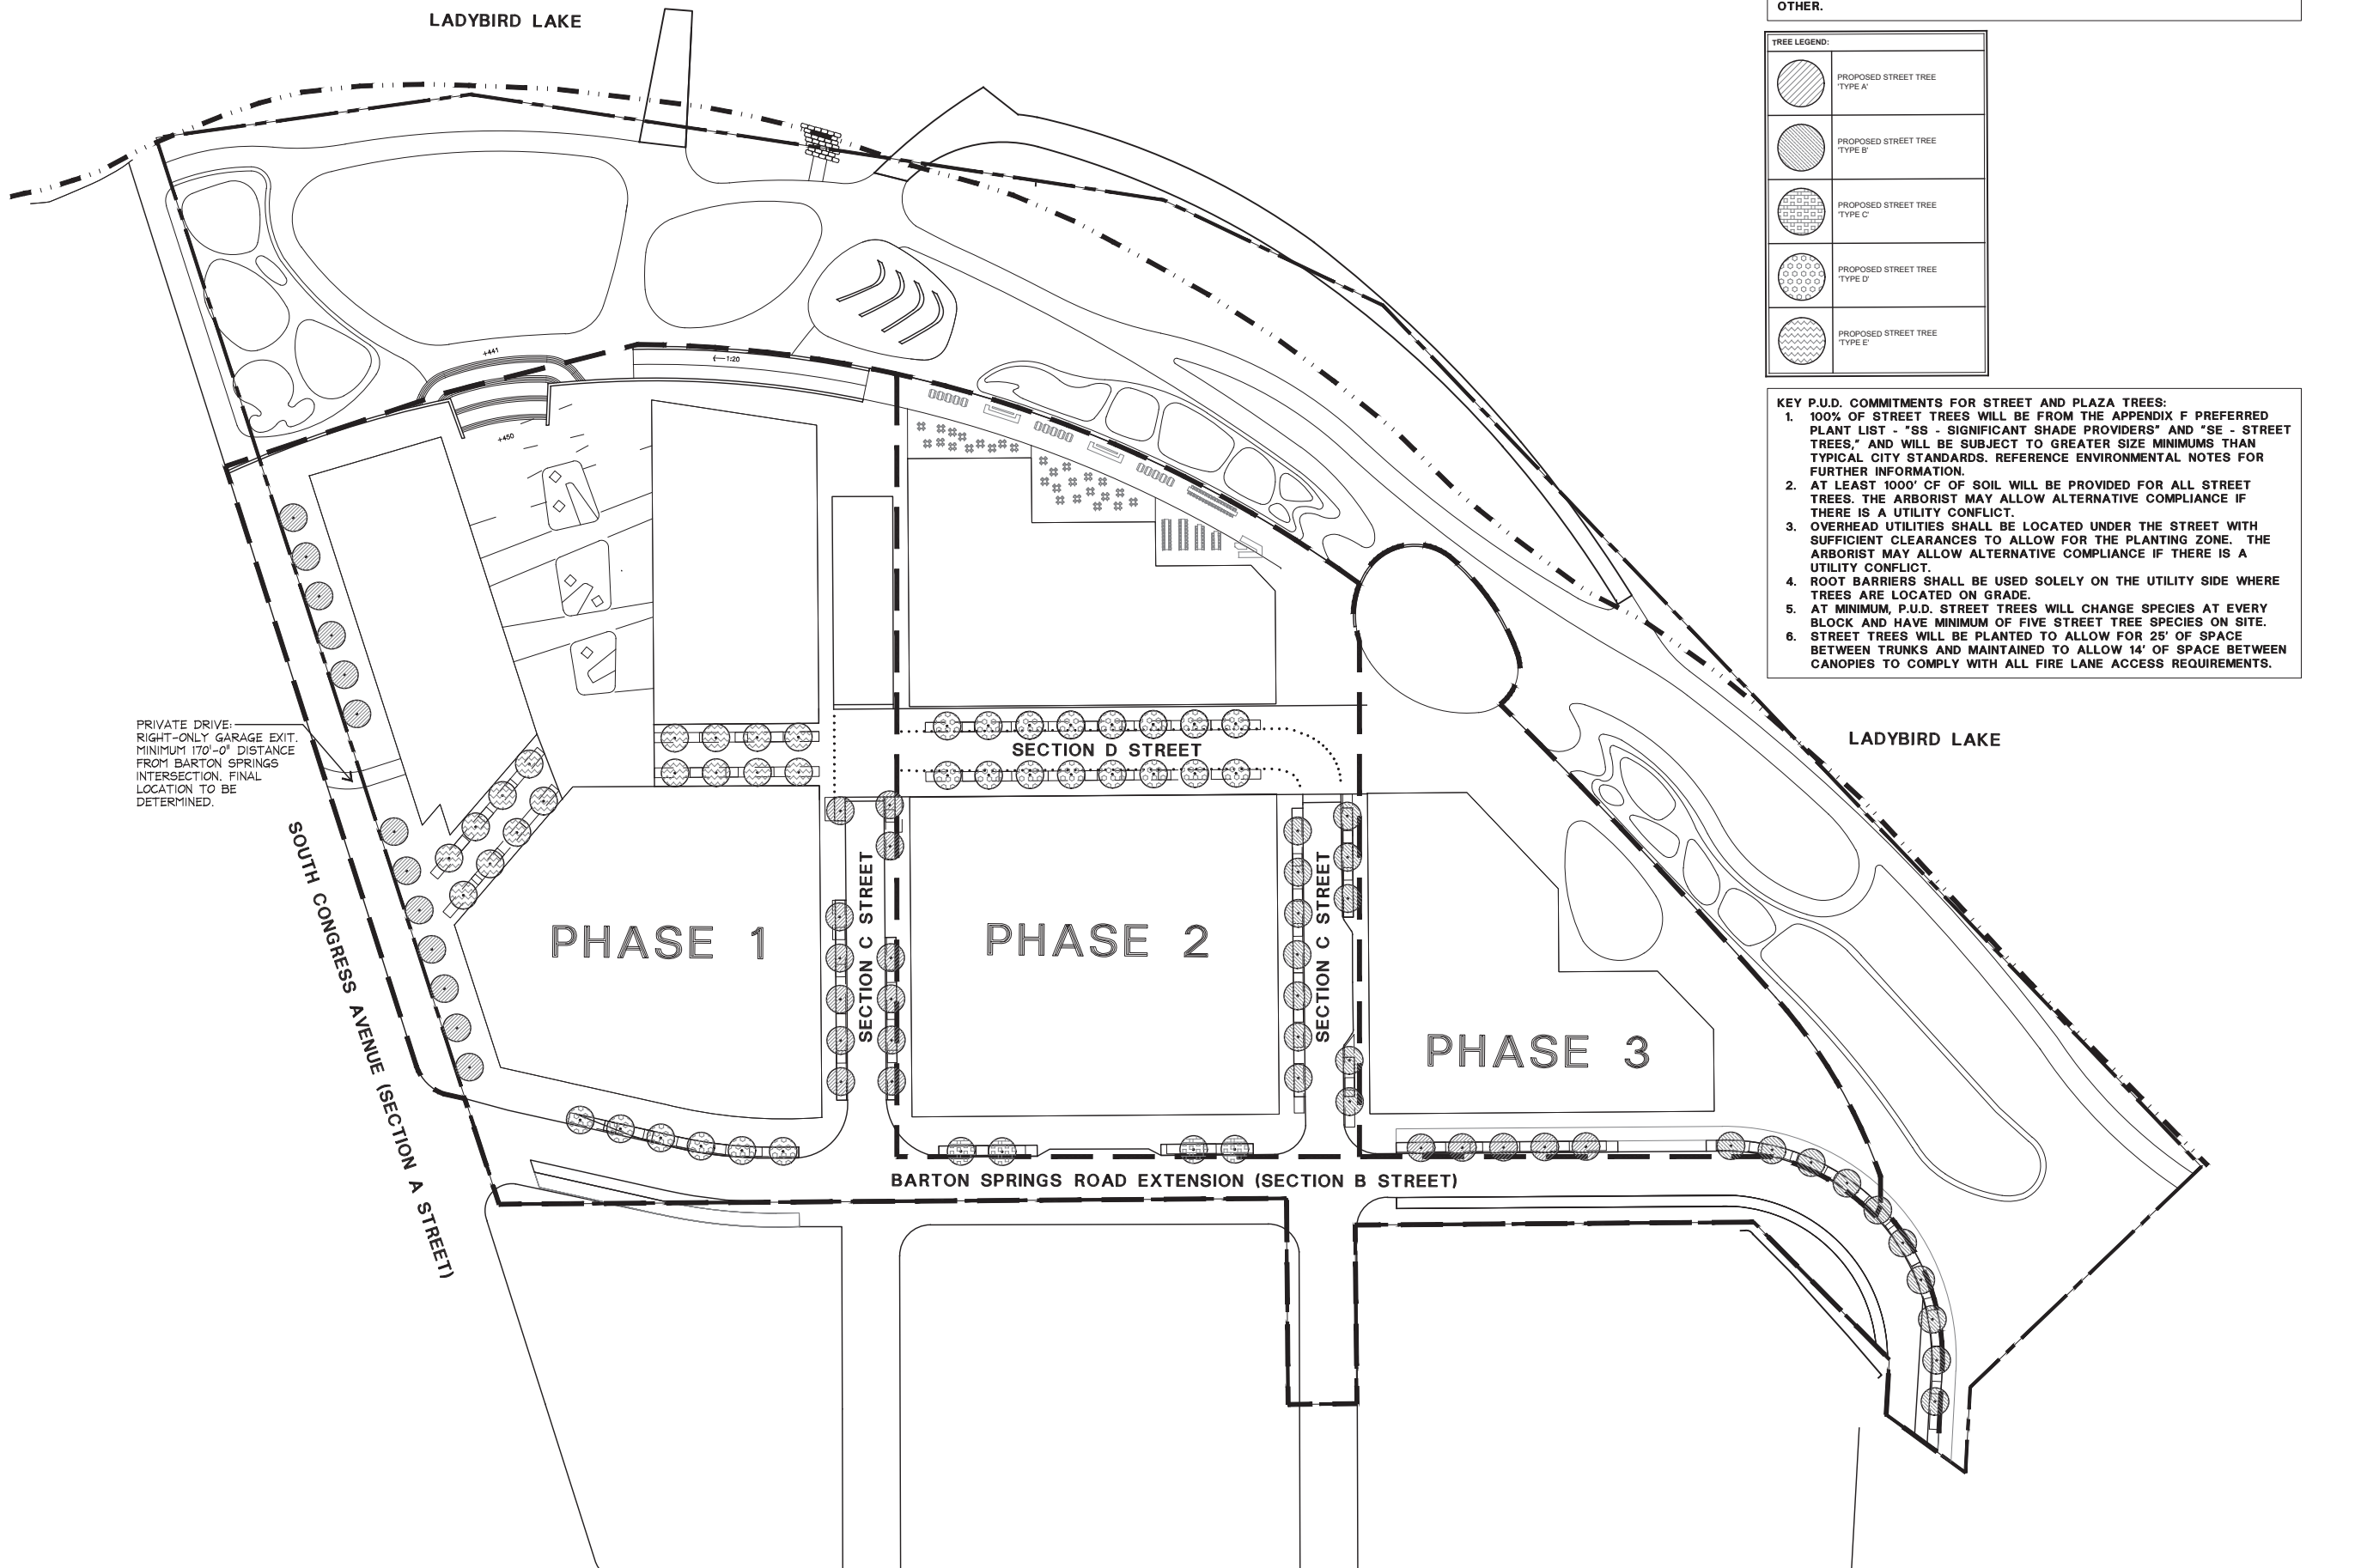 OTHER.
LADYBIRD LAKE
TREE LEGEND:
PROPOSED STREET TREE
'TYPE A'
PROPOSED STREET TREE
'TYPE B'
PROPOSED STREET TREE
'TYPE C'
PROPOSED STREET TREE
'TYPE D'
PROPOSED STREET TREE
'TYPE E'
+441
1:20
+450
KEY P.U.D. COMMITMENTS FOR STREET AND PLAZA TREES:
1. 100% OF STREET TREES WILL BE FROM THE APPENDIX F PREFERRED
PLANT LIST - "SS - SIGNIFICANT SHADE PROVIDERS" AND "SE - STREET
TREES," AND WILL BE SUBJECT TO GREATER SIZE MINIMUMS THAN
TYPICAL CITY STANDARDS. REFERENCE ENVIRONMENTAL NOTES FOR
FURTHER INFORMATION.
2. AT LEAST 1000' CF OF SOIL WILL BE PROVIDED FOR ALL STREET
TREES. THE ARBORIST MAY ALLOW ALTERNATIVE COMPLIANCE IF
THERE IS A UTILITY CONFLICT.
3. OVERHEAD UTILITIES SHALL BE LOCATED UNDER THE STREET WITH
SUFFICIENT CLEARANCES TO ALLOW FOR THE PLANTING ZONE. THE
ARBORIST MAY ALLOW ALTERNATIVE COMPLIANCE IF THERE IS A
UTILITY CONFLICT.
4. ROOT BARRIERS SHALL BE USED SOLELY ON THE UTILITY SIDE WHERE
TREES ARE LOCATED ON GRADE.
5. AT MINIMUM, P.U.D. STREET TREES WILL CHANGE SPECIES AT EVERY
BLOCK AND HAVE MINIMUM OF FIVE STREET TREE SPECIES ON SITE.
6. STREET TREES WILL BE PLANTED TO ALLOW FOR 25' OF SPACE
BETWEEN TRUNKS AND MAINTAINED TO ALLOW 14' OF SPACE BETWEEN
CANOPIES TO COMPLY WITH ALL FIRE LANE ACCESS REQUIREMENTS.
PRIVATE DRIVE:
RIGHT-ONLY GARAGE EXIT.
MINIMUM 170'-0" DISTANCE
FROM BARTON SPRINGS
INTERSECTION. FINAL
LOCATION TO BE
DETERMINED.
SECTION D STREET
LADYBIRD LAKE
SOUTH CONGRESS AVENUE (SECTION A STREET)
PHASE 1
SECTION C STREET
PHASE 2
SECTION C STREET
PHASE 3
BARTON SPRINGS ROAD EXTENSION (SECTION B STREET)